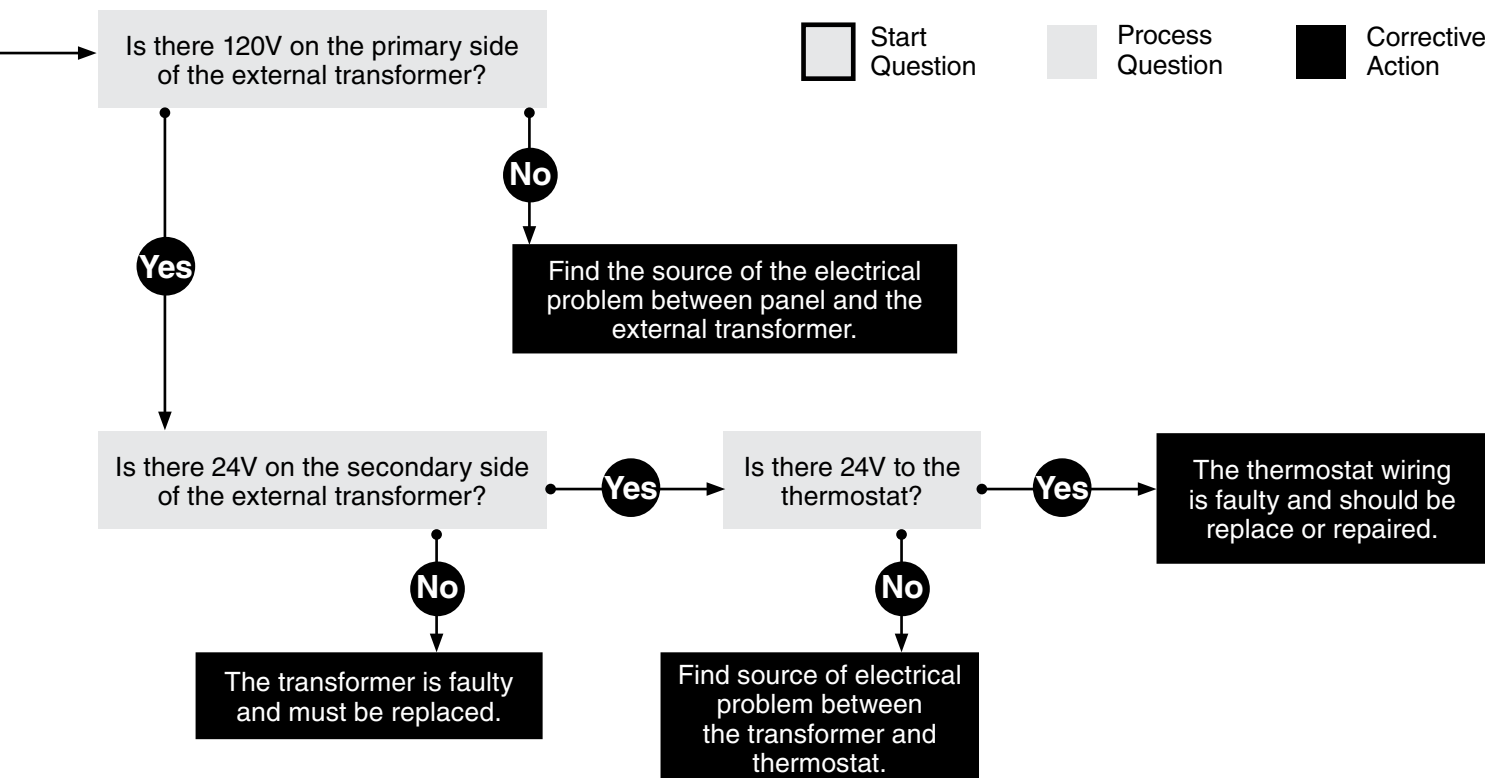 Is there 120V on the primary side
of the external transformer?
Start
Question
Process
Question
Corrective
Action
No
Yes
Find the source of the electrical
problem between panel and the
external transformer.
Is there 24V on the secondary side
of the external transformer?
Yes
Is there 24V to the
thermostat?
Yes
The thermostat wiring
is faulty and should be
replace or repaired.
No
No
The transformer is faulty
and must be replaced.
Find source of electrical
problem between
the transformer and
thermostat.